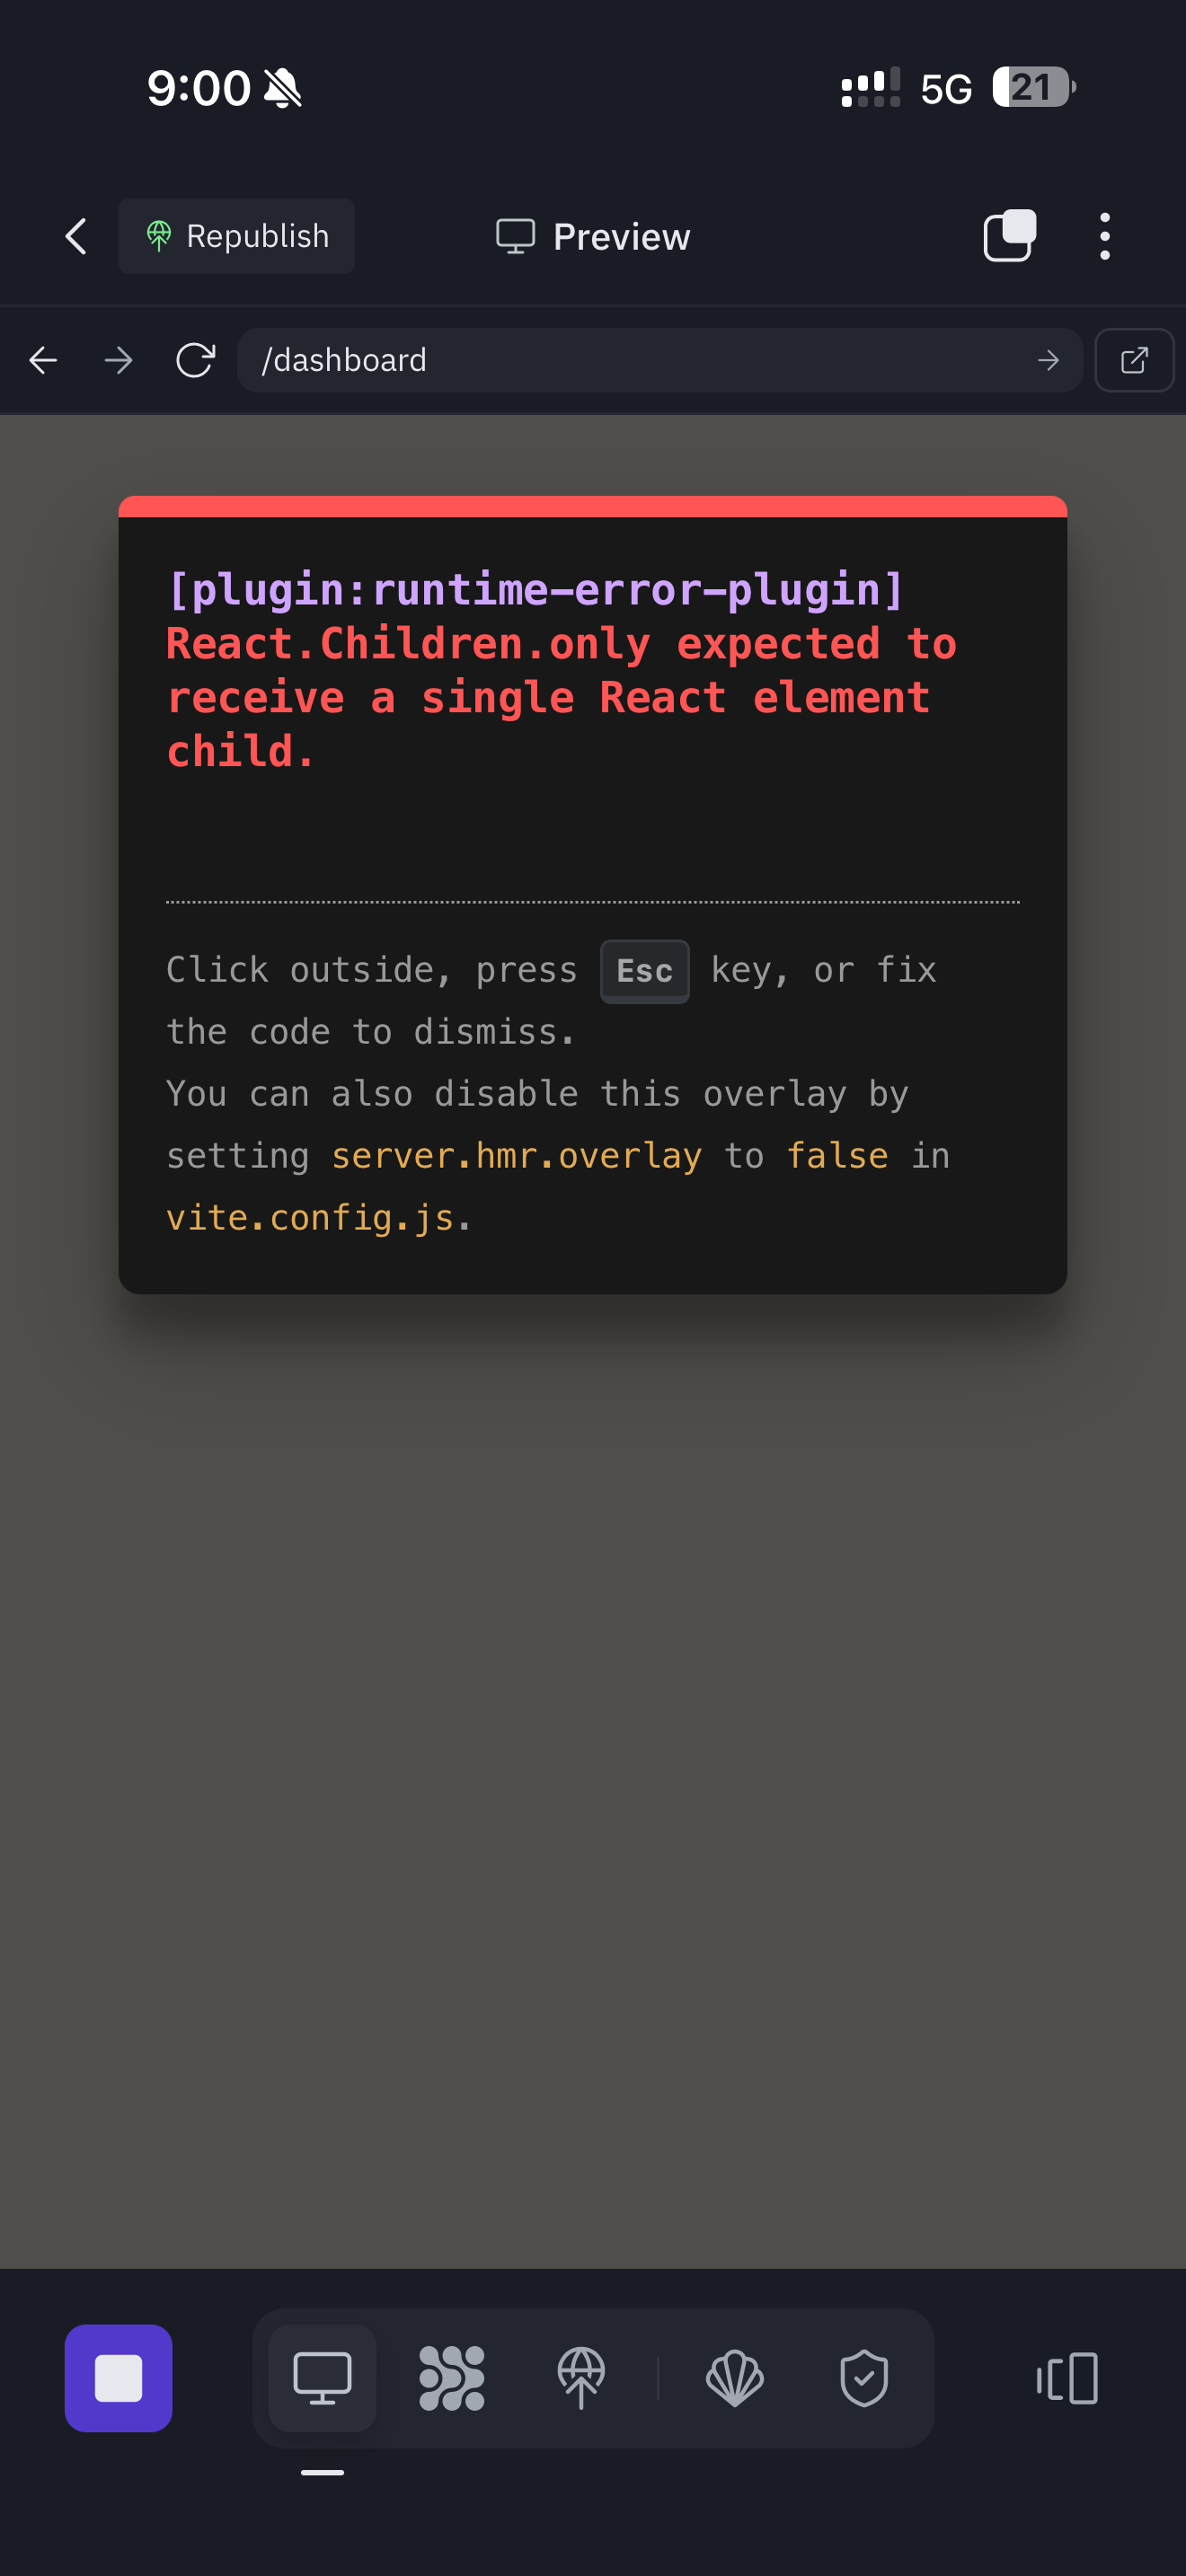 9:00
5G
21
Republish
Preview
/dashboard
[plugin:runtime-error-plugin]
React.Children.only expected to
receive a single React element
child.
Click outside, press Esc key, or fix
the code to dismiss.
You can also disable this overlay by
setting server.hmr.overlay to false in
vite.config.js.